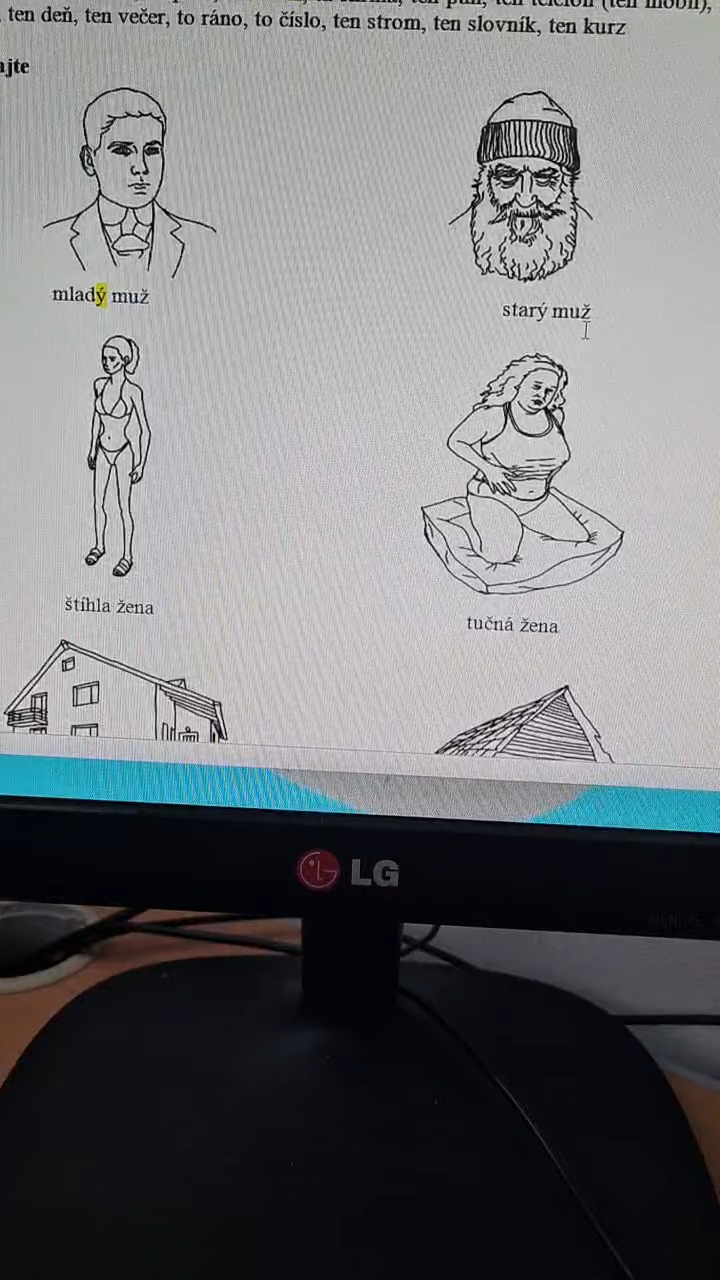 ten deň, ten večer, to ráno, to číslo, ten strom, ten slovník, ten kurz
mladý muž
starý muž
štíhla žena
tučná žena
LG